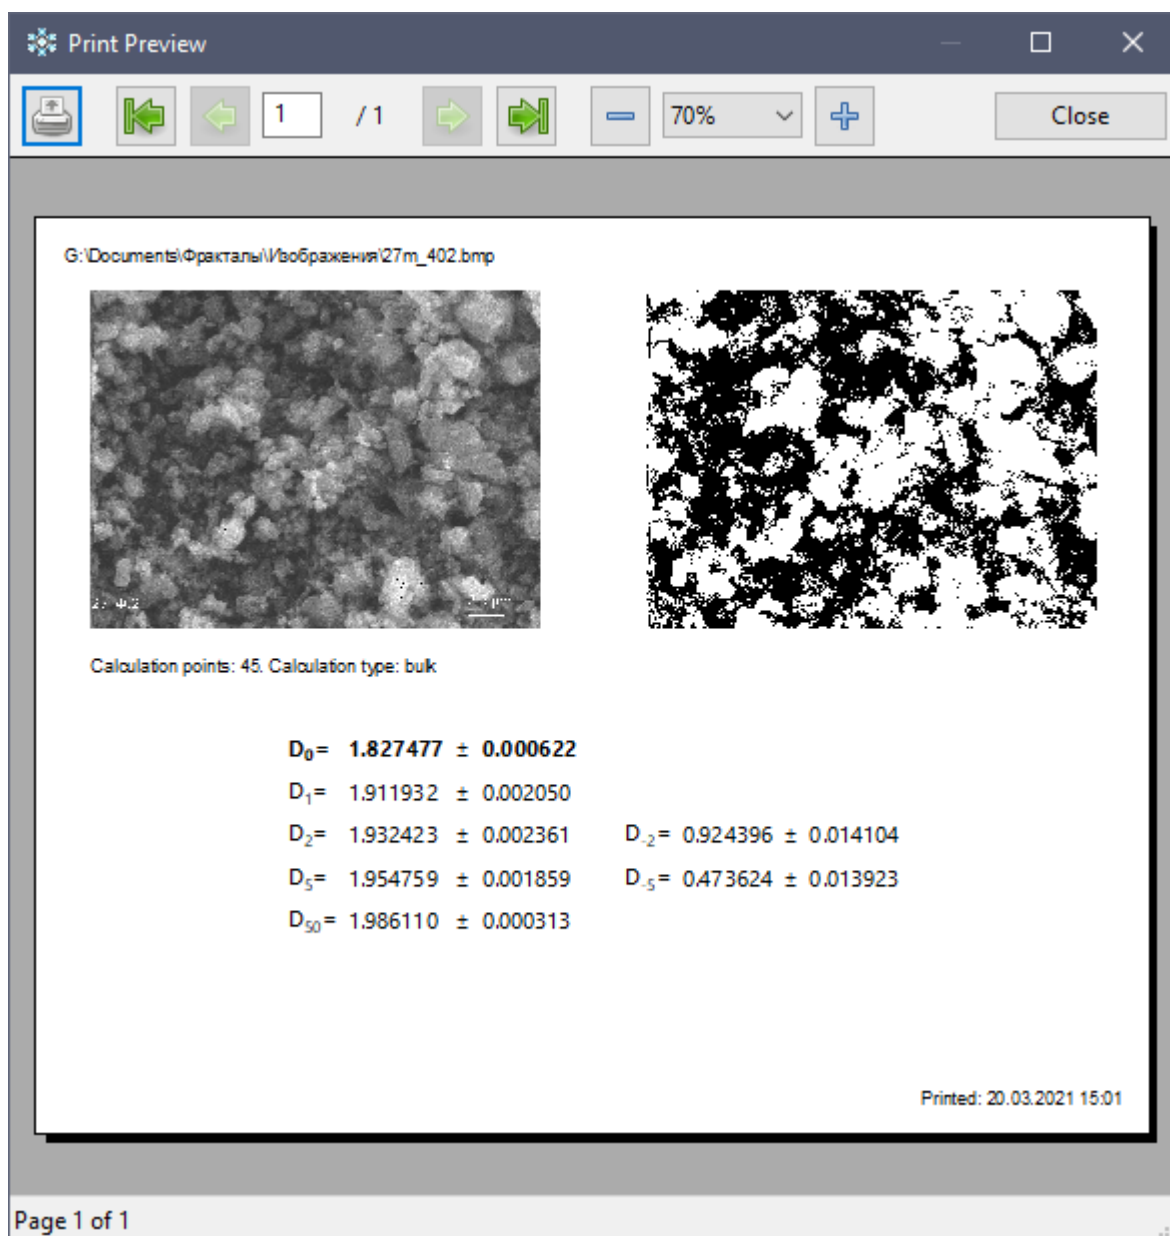 Print Preview
1 / 1 70% Close
G:\Documents\Фракталы\Изображения\27m_402.bmp
Calculation points: 45. Calculation type: bulk
D₀= 1.827477 ± 0.000622
D₁= 1.911932 ± 0.002050
D₂= 1.932423 ± 0.002361 D₋₂= 0.924396 ± 0.014104
D₅= 1.954759 ± 0.001859 D₋₅= 0.473624 ± 0.013923
D₅₀= 1.986110 ± 0.000313
Printed: 20.03.2021 15:01
Page 1 of 1